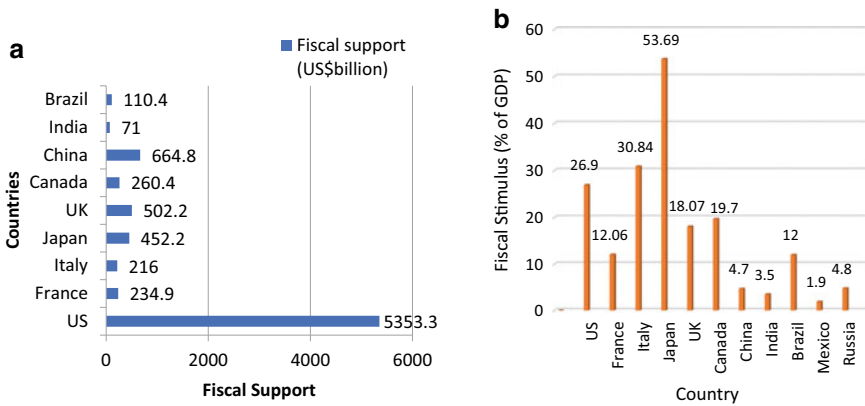 a
Fiscal support
(US$billion)
Countries
Brazil 110.4
India 71
China 664.8
Canada 260.4
UK 502.2
Japan 452.2
Italy 216
France 234.9
US 5353.3
0 2000 4000 6000
Fiscal Support
b
Fiscal Stimulus (% of GDP)
60
50
40
30
20
10
0
26.9
12.06
30.84
53.69
18.07
19.7
4.7
3.5
12
1.9
4.8
US
France
Italy
Japan
UK
Canada
China
India
Brazil
Mexico
Russia
Country